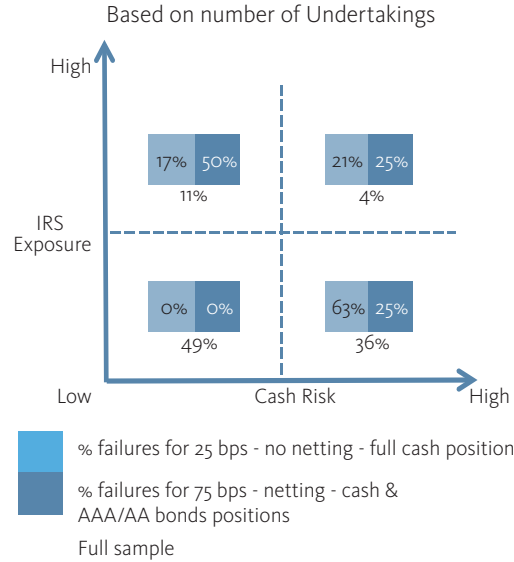 Based on number of Undertakings
High
17% 50%
11%
21% 25%
4%
IRS
Exposure
0% 0%
49%
63% 25%
36%
Low
Cash Risk
High
% failures for 25 bps - no netting - full cash position
% failures for 75 bps - netting - cash &
AAA/AA bonds positions
Full sample